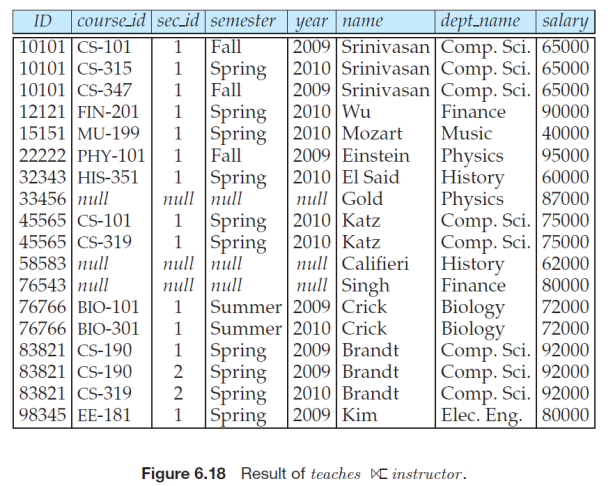 ID course_id sec_id semester year name dept_name salary
10101 CS-101 1 Fall 2009 Srinivasan Comp. Sci. 65000
10101 CS-315 1 Spring 2010 Srinivasan Comp. Sci. 65000
10101 CS-347 1 Fall 2009 Srinivasan Comp. Sci. 65000
12121 FIN-201 1 Spring 2010 Wu Finance 90000
15151 MU-199 1 Spring 2010 Mozart Music 40000
22222 PHY-101 1 Fall 2009 Einstein Physics 95000
32343 HIS-351 1 Spring 2010 El Said History 60000
33456 null null null null Gold Physics 87000
45565 CS-101 1 Spring 2010 Katz Comp. Sci. 75000
45565 CS-319 1 Spring 2010 Katz Comp. Sci. 75000
58583 null null null null Califieri History 62000
76543 null null null null Singh Finance 80000
76766 BIO-101 1 Summer 2009 Crick Biology 72000
76766 BIO-301 1 Summer 2010 Crick Biology 72000
83821 CS-190 1 Spring 2009 Brandt Comp. Sci. 92000
83821 CS-190 2 Spring 2009 Brandt Comp. Sci. 92000
83821 CS-319 2 Spring 2010 Brandt Comp. Sci. 92000
98345 EE-181 1 Spring 2009 Kim Elec. Eng. 80000
Figure 6.18 Result of teaches ⟖ instructor.